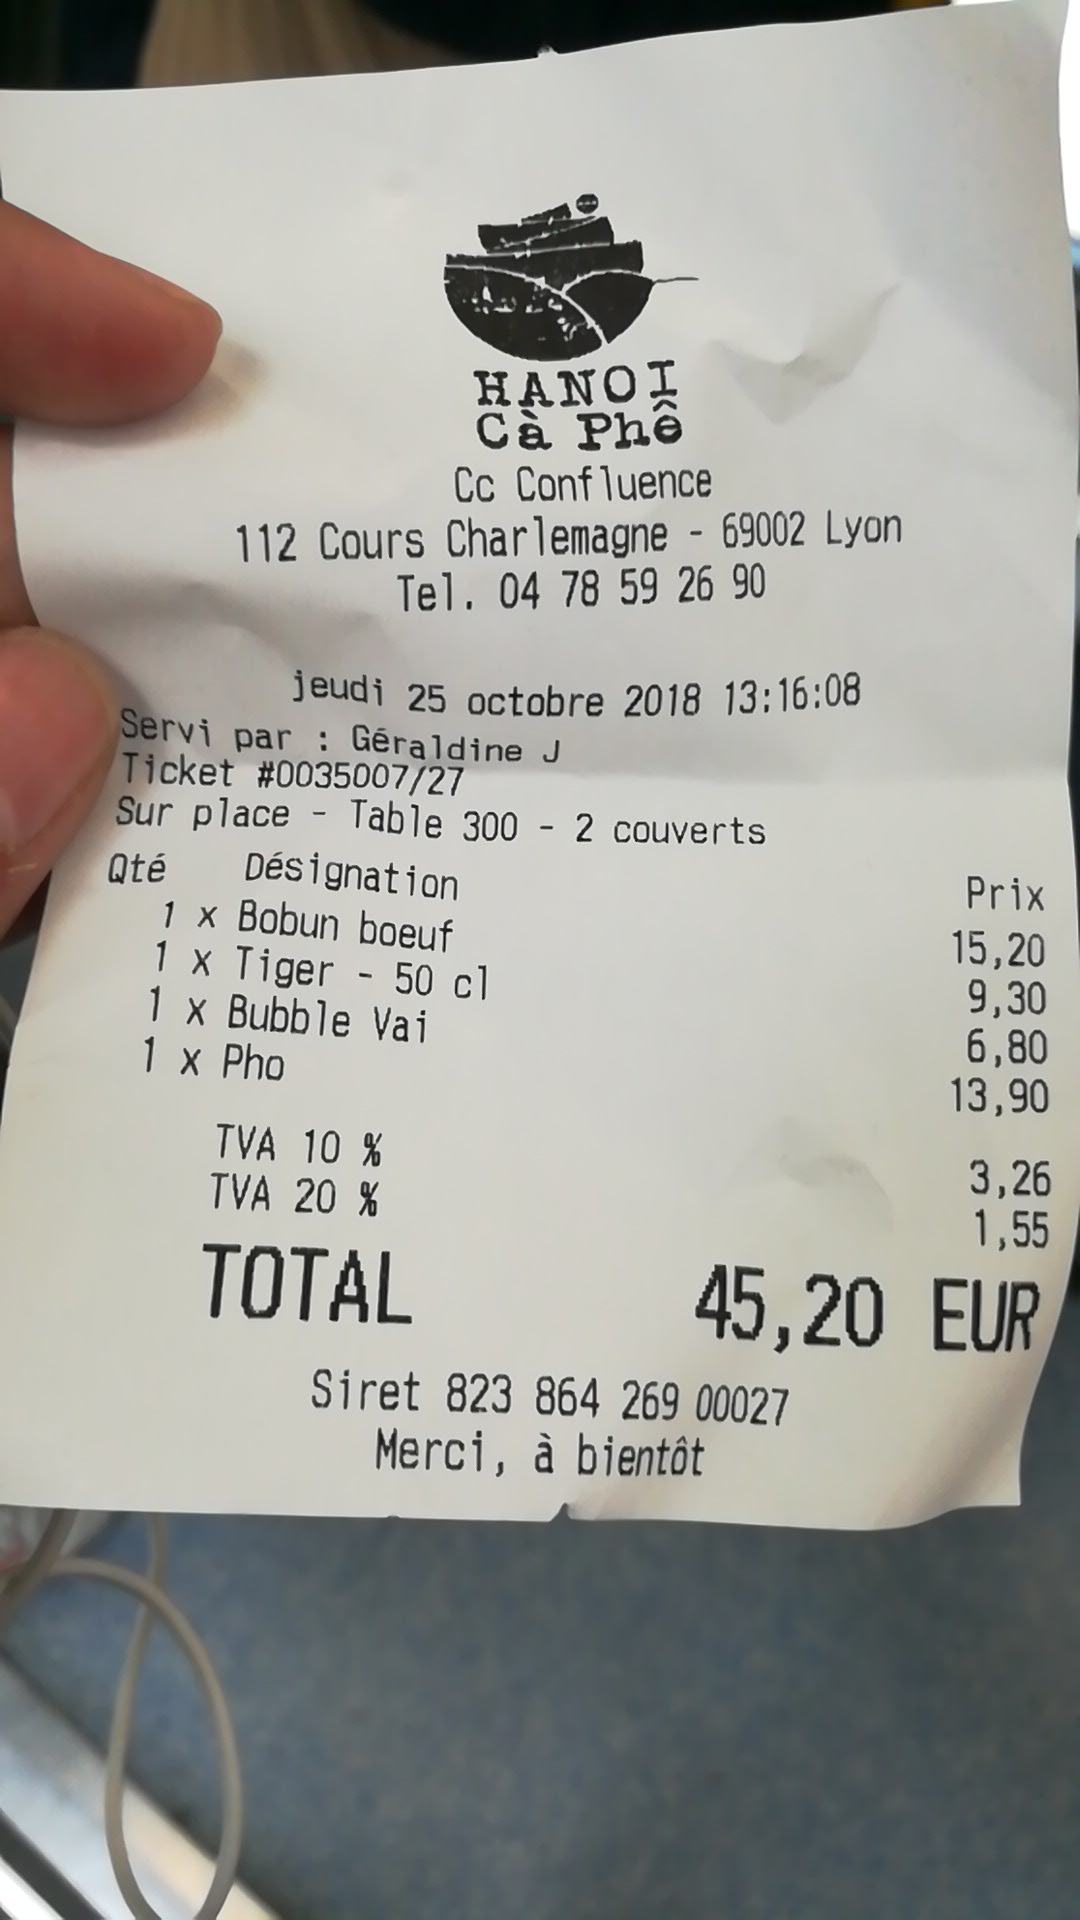 HANOI
Cà Phê
Cc Confluence
112 Cours Charlemagne - 69002 Lyon
Tel. 04 78 59 26 90
jeudi 25 octobre 2018 13:16:08
Servi par : Géraldine J
Ticket #0035007/27
Sur place - Table 300 - 2 couverts
Qté Désignation Prix
1 x Bobun boeuf 15,20
1 x Tiger - 50 cl 9,30
1 x Bubble Vai 6,80
1 x Pho 13,90
TVA 10 % 3,26
TVA 20 % 1,55
TOTAL 45,20 EUR
Siret 823 864 269 00027
Merci, à bientôt